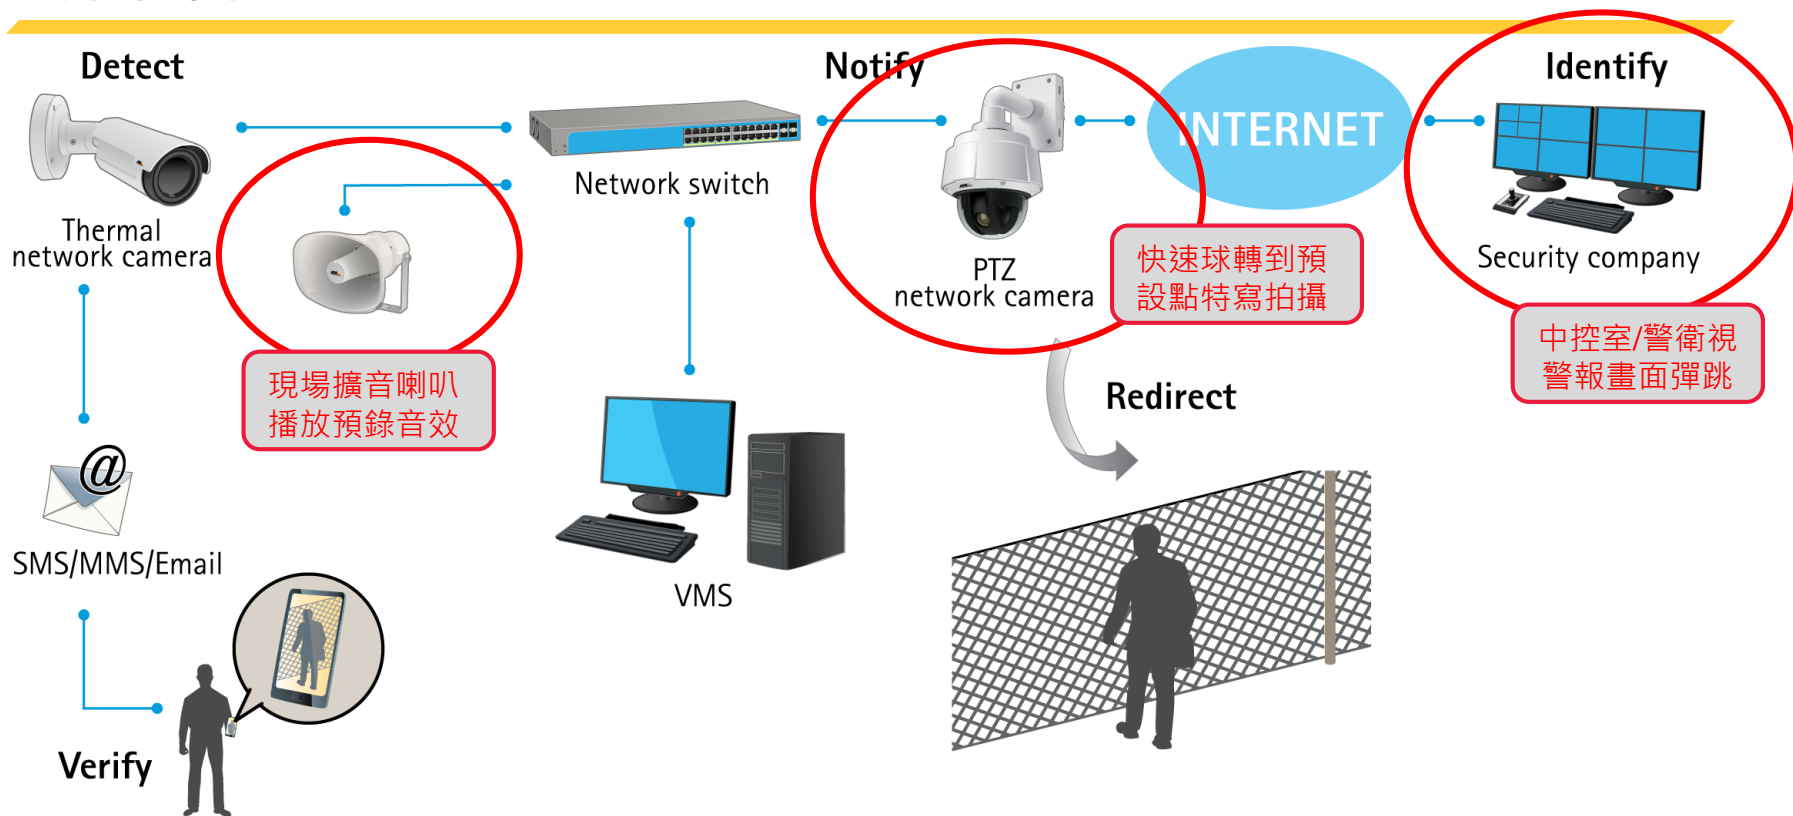 Detect
Notify
Identify
INTERNET
Network switch
Thermal
network camera
PTZ
network camera
快速球轉到預
設點特寫拍攝
Security company
中控室/警衛視
警報畫面彈跳
現場擴音喇叭
播放預錄音效
Redirect
@
SMS/MMS/Email
VMS
Verify